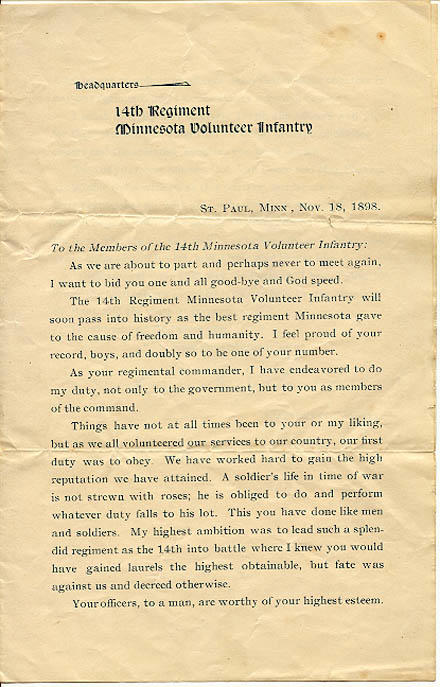 Headquarters
14th Regiment
Minnesota Volunteer Infantry
St. Paul, Minn., Nov. 18, 1898.
To the Members of the 14th Minnesota Volunteer Infantry:
As we are about to part and perhaps never to meet again,
I want to bid you one and all good-bye and God speed.
The 14th Regiment Minnesota Volunteer Infantry will
soon pass into history as the best regiment Minnesota gave
to the cause of freedom and humanity. I feel proud of your
record, boys, and doubly so to be one of your number.
As your regimental commander, I have endeavored to do
my duty, not only to the government, but to you as members
of the command.
Things have not at all times been to your or my liking,
but as we all volunteered our services to our country, our first
duty was to obey. We have worked hard to gain the high
reputation we have attained. A soldier's life in time of war
is not strewn with roses; he is obliged to do and perform
whatever duty falls to his lot. This you have done like men
and soldiers. My highest ambition was to lead such a splen-
did regiment as the 14th into battle where I knew you would
have gained laurels the highest obtainable, but fate was
against us and decreed otherwise.
Your officers, to a man, are worthy of your highest esteem.